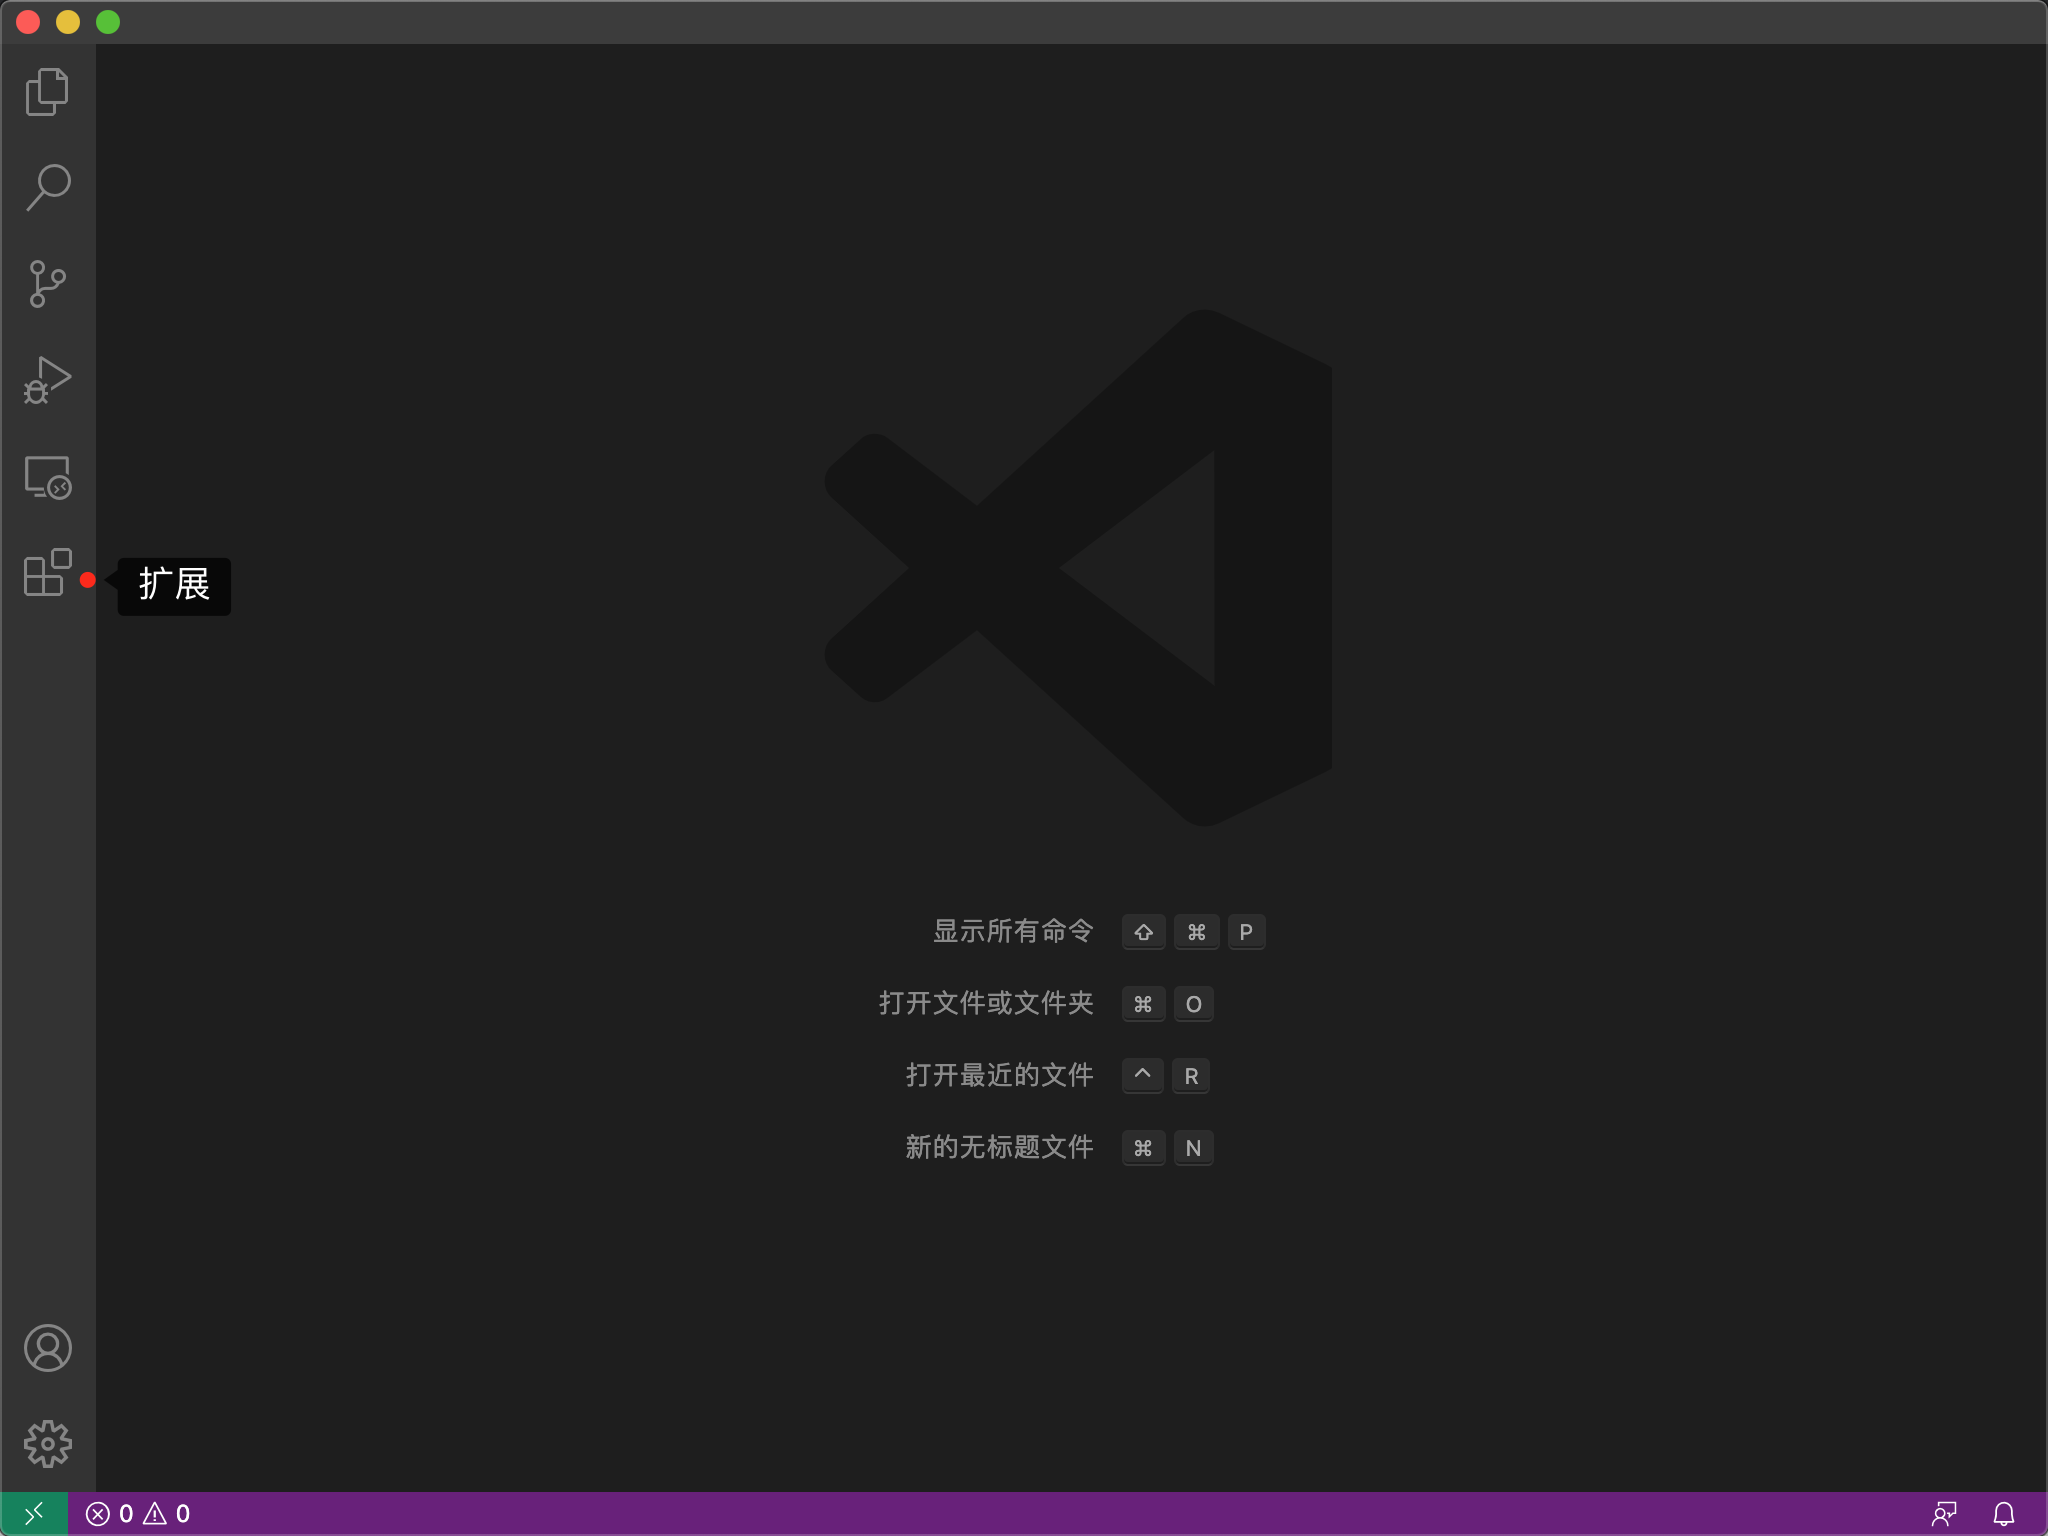 扩展
显示所有命令 ⇧ ⌘ P
打开文件或文件夹 ⌘ O
打开最近的文件 ^ R
新的无标题文件 ⌘ N
0 0